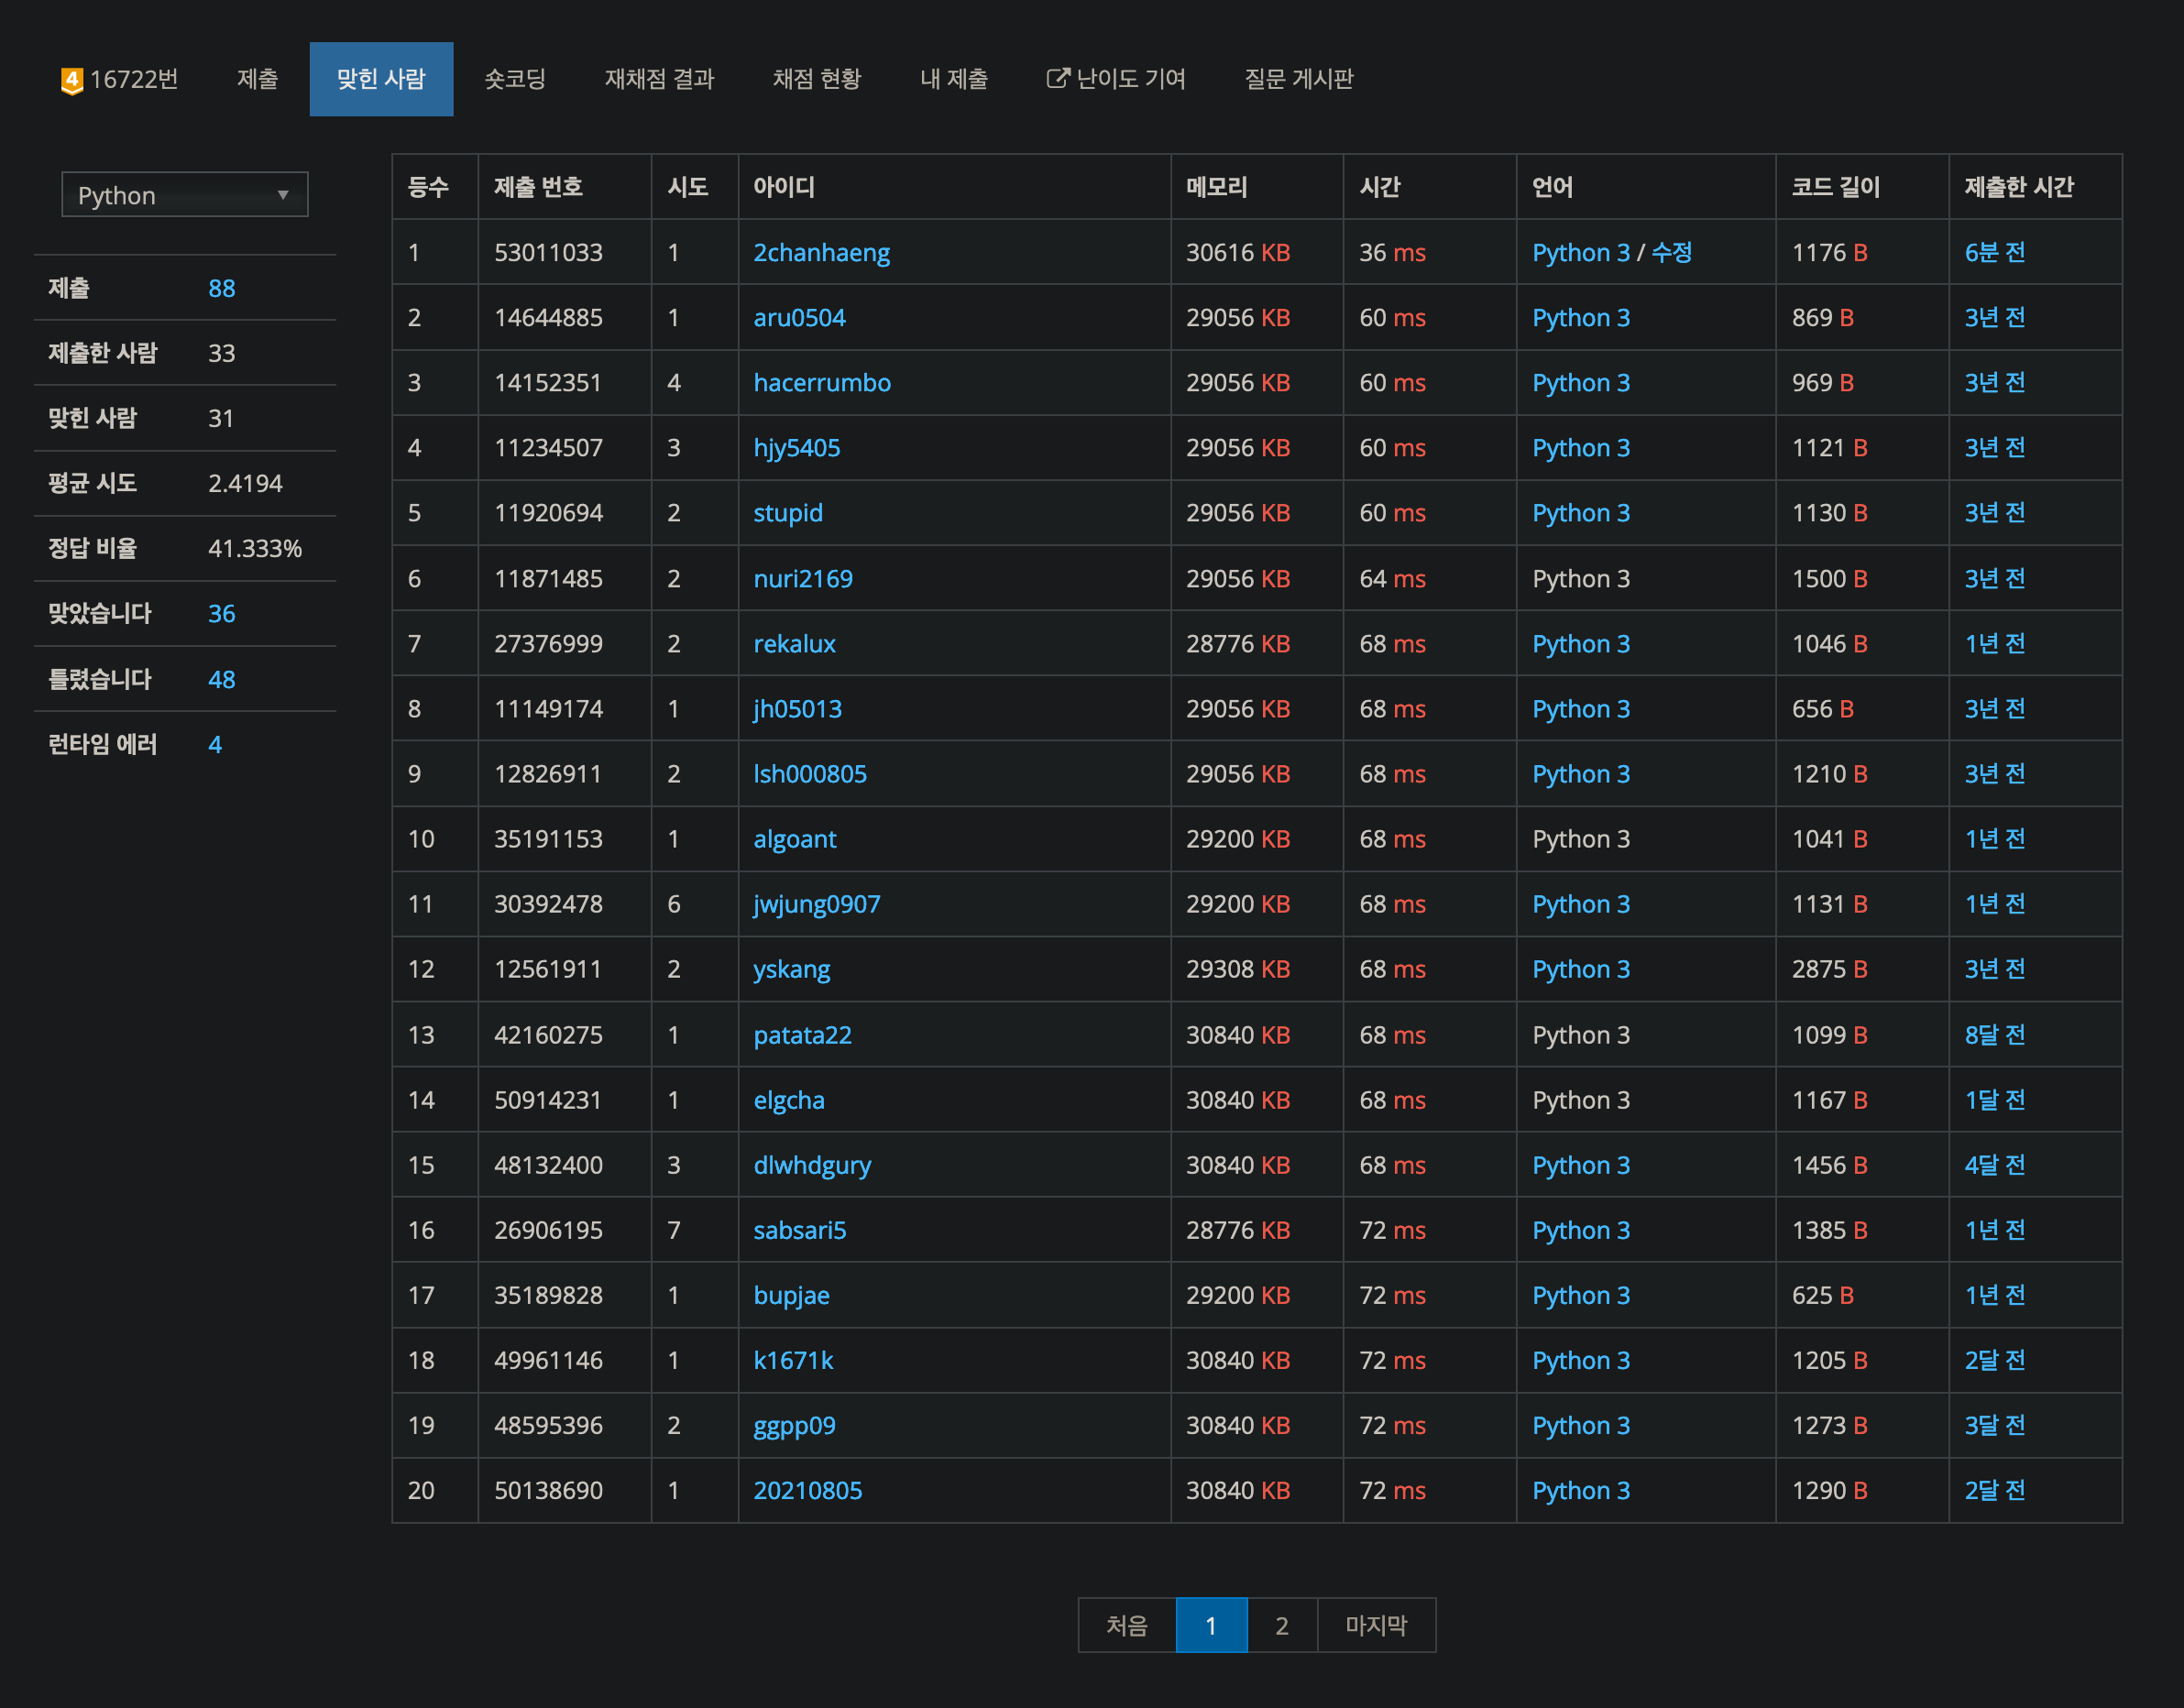 4 16722번 제출 맞힌 사람 숏코딩 재채점 결과 채점 현황 내 제출 난이도 기여 질문 게시판
Python ▼
제출 88
제출한 사람 33
맞힌 사람 31
평균 시도 2.4194
정답 비율 41.333%
맞았습니다 36
틀렸습니다 48
런타임 에러 4
등수 제출 번호 시도 아이디 메모리 시간 언어 코드 길이 제출한 시간
1 53011033 1 2chanhaeng 30616 KB 36 ms Python 3 / 수정 1176 B 6분 전
2 14644885 1 aru0504 29056 KB 60 ms Python 3 869 B 3년 전
3 14152351 4 hacerrumbo 29056 KB 60 ms Python 3 969 B 3년 전
4 11234507 3 hjy5405 29056 KB 60 ms Python 3 1121 B 3년 전
5 11920694 2 stupid 29056 KB 60 ms Python 3 1130 B 3년 전
6 11871485 2 nuri2169 29056 KB 64 ms Python 3 1500 B 3년 전
7 27376999 2 rekalux 28776 KB 68 ms Python 3 1046 B 1년 전
8 11149174 1 jh05013 29056 KB 68 ms Python 3 656 B 3년 전
9 12826911 2 lsh000805 29056 KB 68 ms Python 3 1210 B 3년 전
10 35191153 1 algoant 29200 KB 68 ms Python 3 1041 B 1년 전
11 30392478 6 jwjung0907 29200 KB 68 ms Python 3 1131 B 1년 전
12 12561911 2 yskang 29308 KB 68 ms Python 3 2875 B 3년 전
13 42160275 1 patata22 30840 KB 68 ms Python 3 1099 B 8달 전
14 50914231 1 elgcha 30840 KB 68 ms Python 3 1167 B 1달 전
15 48132400 3 dlwhdgury 30840 KB 68 ms Python 3 1456 B 4달 전
16 26906195 7 sabsari5 28776 KB 72 ms Python 3 1385 B 1년 전
17 35189828 1 bupjae 29200 KB 72 ms Python 3 625 B 1년 전
18 49961146 1 k1671k 30840 KB 72 ms Python 3 1205 B 2달 전
19 48595396 2 ggpp09 30840 KB 72 ms Python 3 1273 B 3달 전
20 50138690 1 20210805 30840 KB 72 ms Python 3 1290 B 2달 전
처음 1 2 마지막